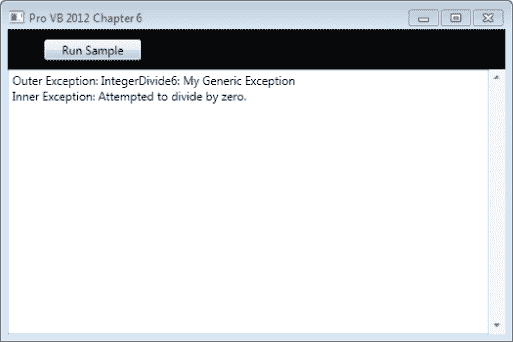 Pro VB 2012 Chapter 6
Run Sample
Outer Exception: IntegerDivide6: My Generic Exception
Inner Exception: Attempted to divide by zero.